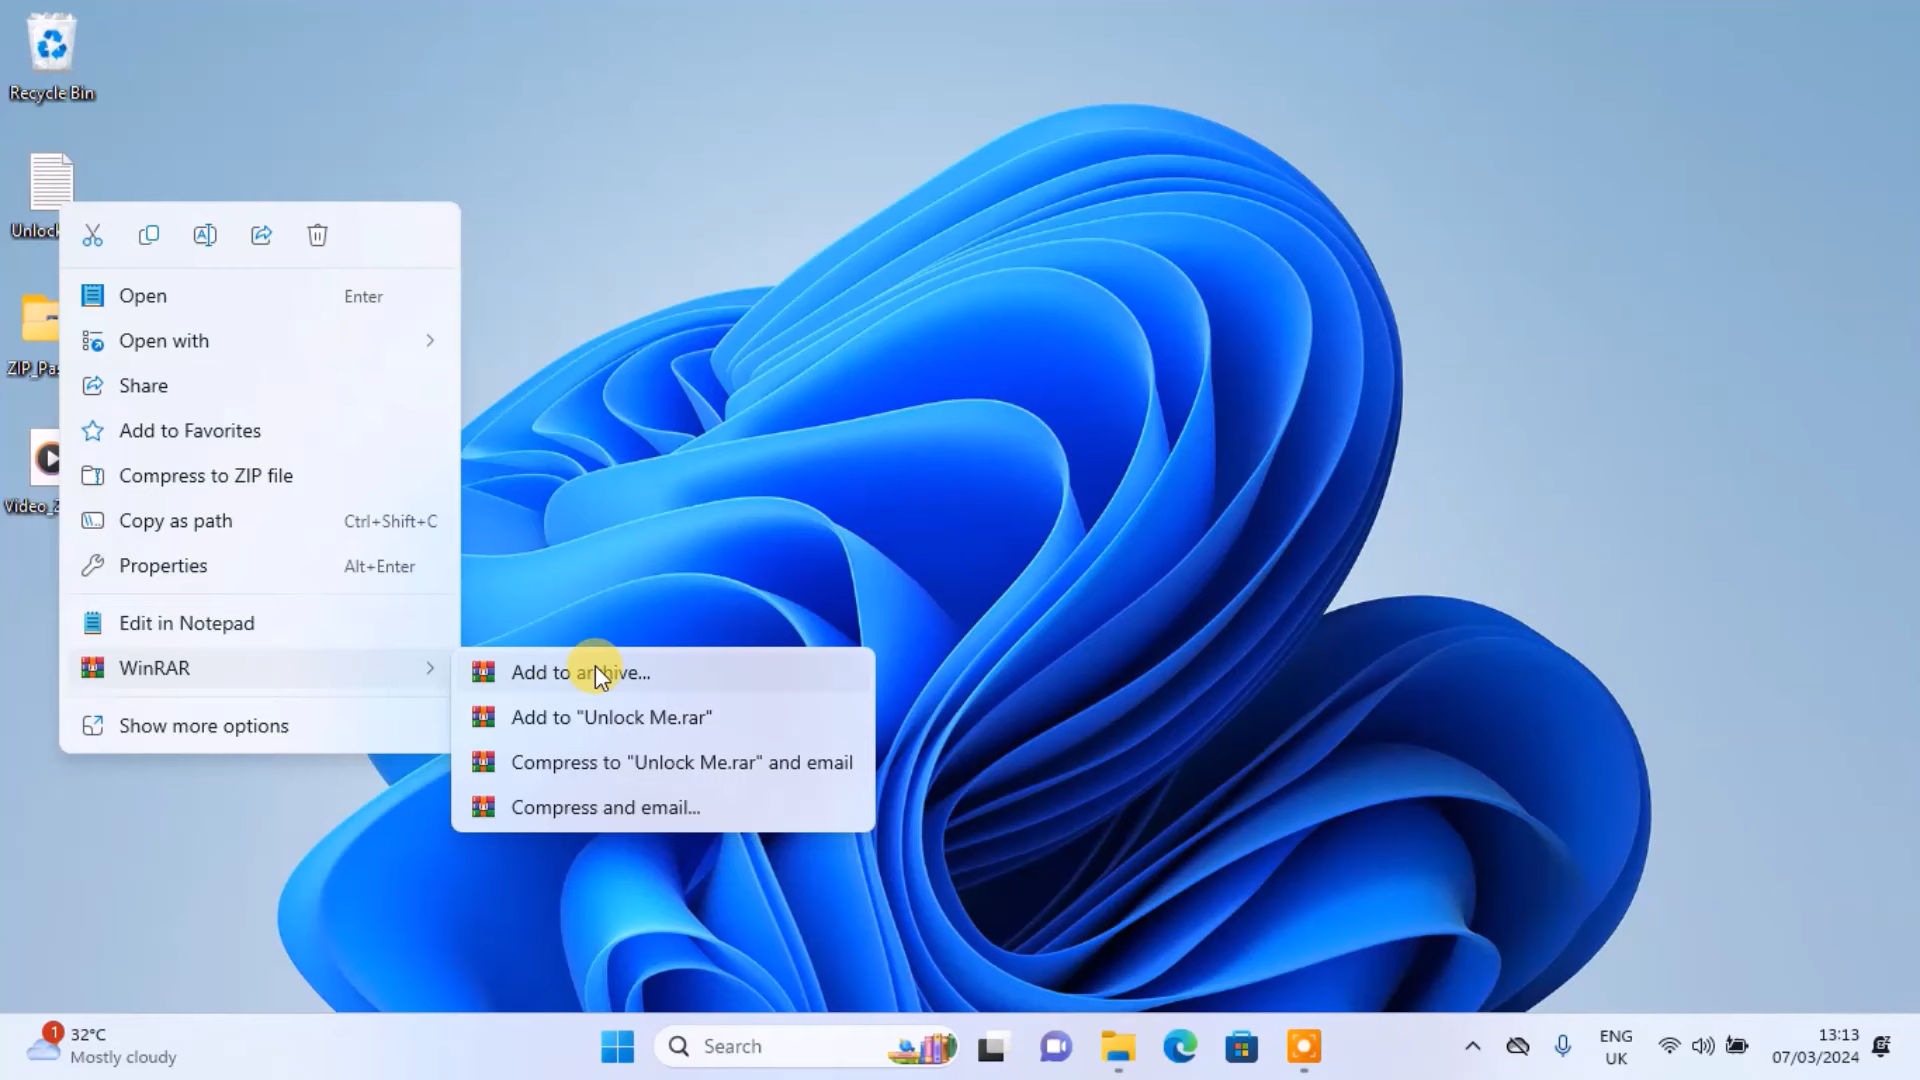 Recycle Bin
Unlock
ZIP_Pas
Video_Z
Open Enter
Open with
Share
Add to Favorites
Compress to ZIP file
Copy as path Ctrl+Shift+C
Properties Alt+Enter
Edit in Notepad
WinRAR
Show more options
Add to archive...
Add to "Unlock Me.rar"
Compress to "Unlock Me.rar" and email
Compress and email...
1
32°C
Mostly cloudy
Search
ENG
UK
13:13
07/03/2024